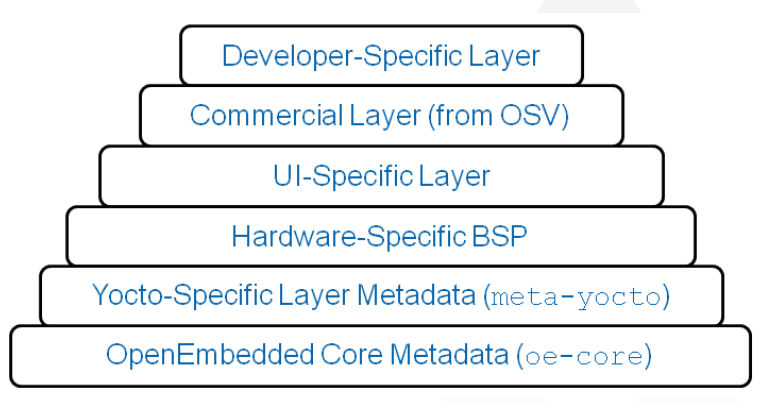 Developer-Specific Layer
Commercial Layer (from OSV)
UI-Specific Layer
Hardware-Specific BSP
Yocto-Specific Layer Metadata (meta-yocto)
OpenEmbedded Core Metadata (oe-core)